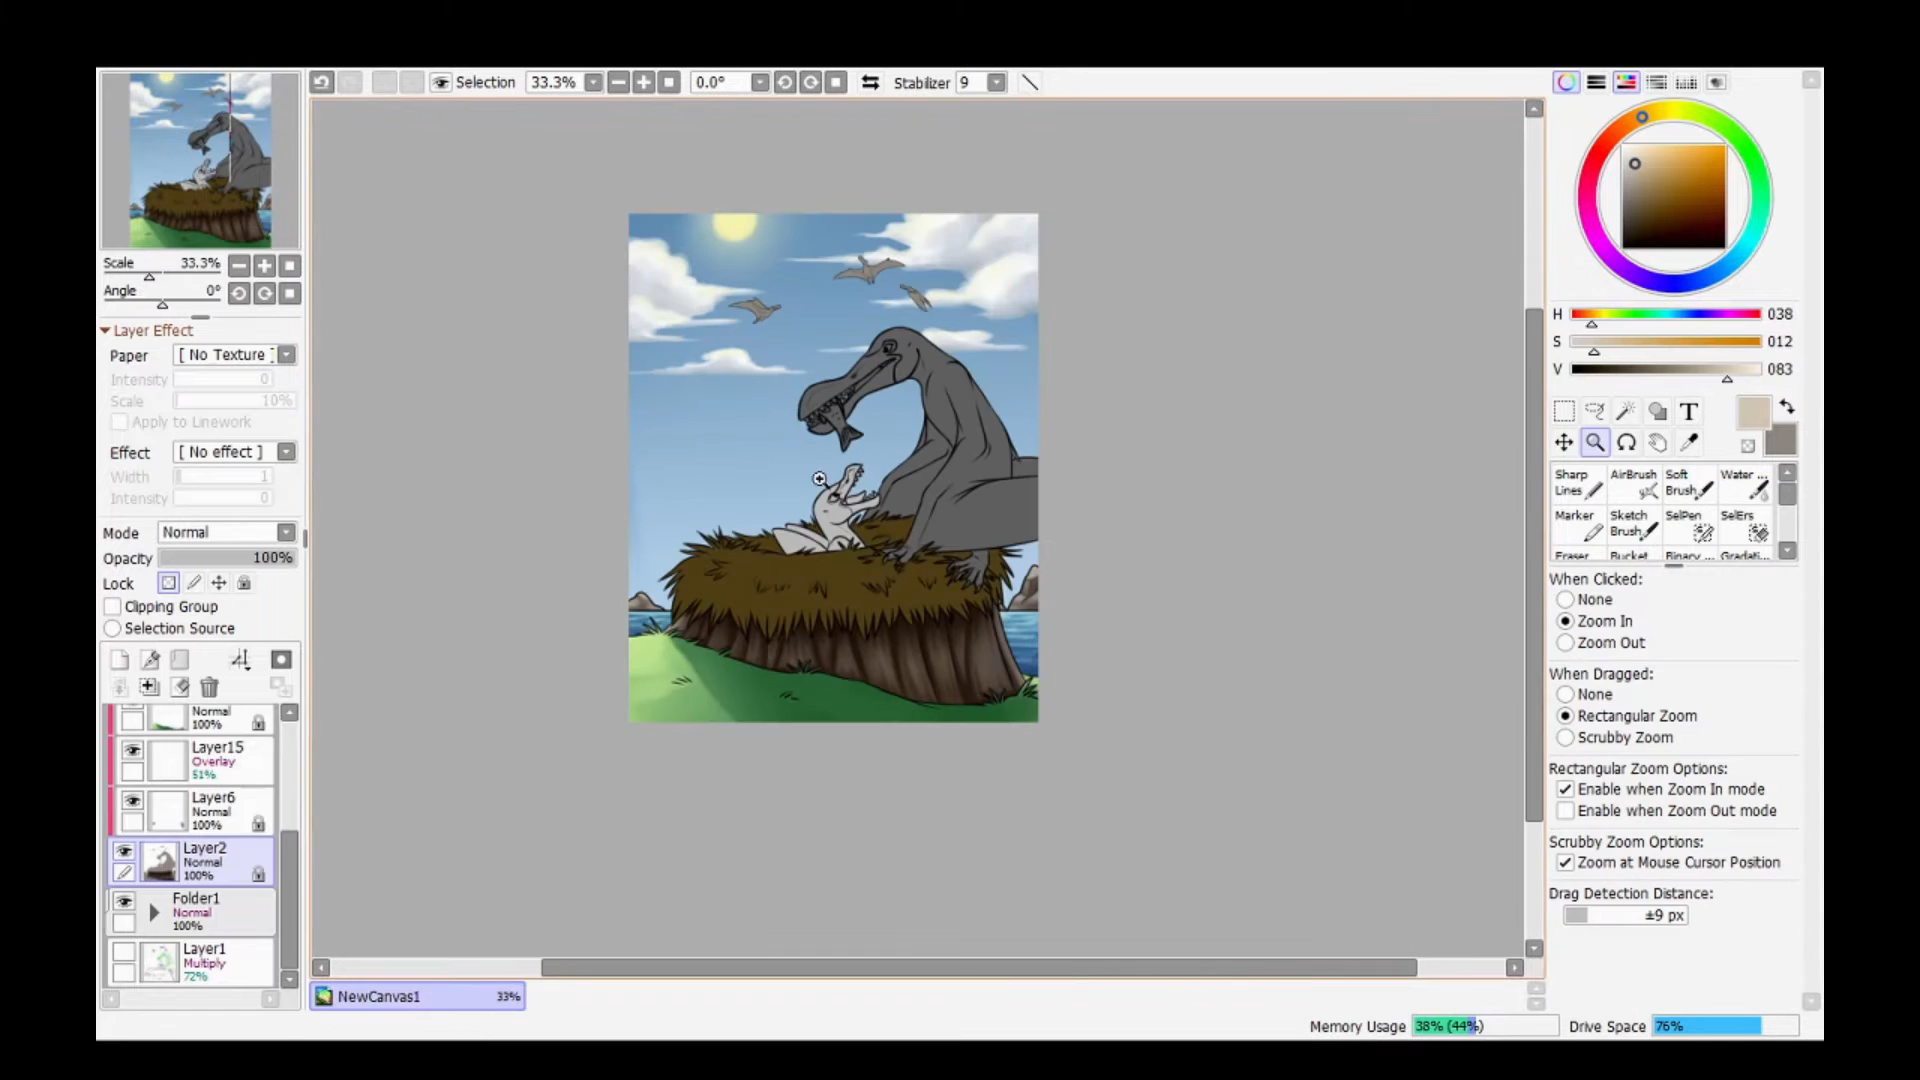 Selection 33.3% 0.0° Stabilizer 9
Scale 33.3%
Angle 0°
Layer Effect
Paper [ No Texture ]
Intensity 0
Scale 10%
Apply to Linework
Effect [ No effect ]
Width 1
Intensity 0
Mode Normal
Opacity 100%
Lock
Clipping Group
Selection Source
Normal
100%
Layer15
Overlay
51%
Layer6
Normal
100%
Layer2
Normal
100%
Folder1
Normal
100%
Layer1
Multiply
72%
NewCanvas1 33%
H 038
S 012
V 083
T
Sharp Lines
AirBrush
Soft Brush
Water ...
Marker
Sketch Brush
SelPen
SelErs
Eraser Bucket Binary ... Gradati...
When Clicked:
None
Zoom In
Zoom Out
When Dragged:
None
Rectangular Zoom
Scrubby Zoom
Rectangular Zoom Options:
Enable when Zoom In mode
Enable when Zoom Out mode
Scrubby Zoom Options:
Zoom at Mouse Cursor Position
Drag Detection Distance:
±9 px
Memory Usage 38% (44%) Drive Space 76%